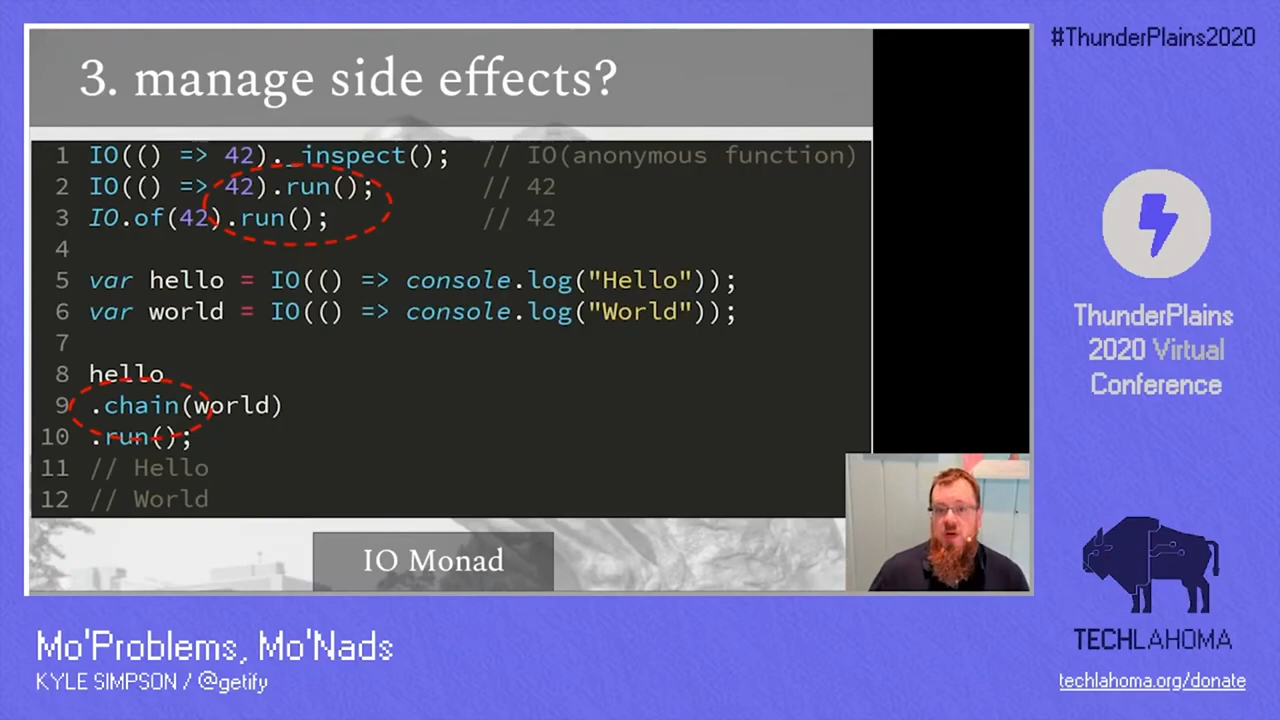 #ThunderPlains2020
3. manage side effects?
1 IO(() => 42)._inspect(); // IO(anonymous function)
2 IO(() => 42).run(); // 42
3 IO.of(42).run(); // 42
4
5 var hello = IO(() => console.log("Hello"));
6 var world = IO(() => console.log("World"));
7
8 hello
9 .chain(world)
10 .run();
11 // Hello
12 // World
IO Monad
ThunderPlains
2020 Virtual
Conference
TECHLAHOMA
techlahoma.org/donate
Mo'Problems, Mo'Nads
KYLE SIMPSON / @getify